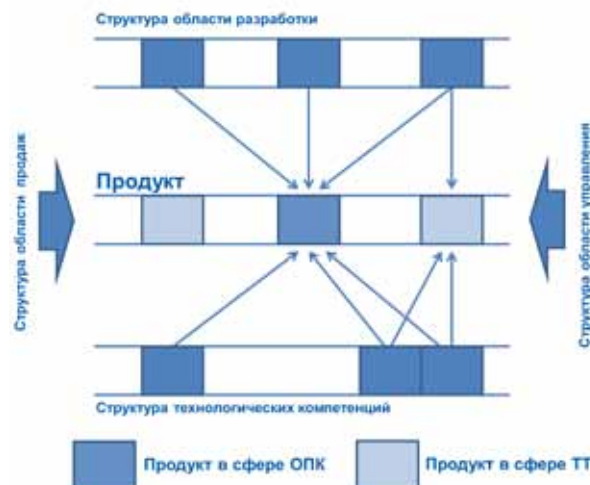 Структура области разработки
Структура области продаж
Продукт
Структура области управления
Структура технологических компетенций
Продукт в сфере ОПК
Продукт в сфере ТТ